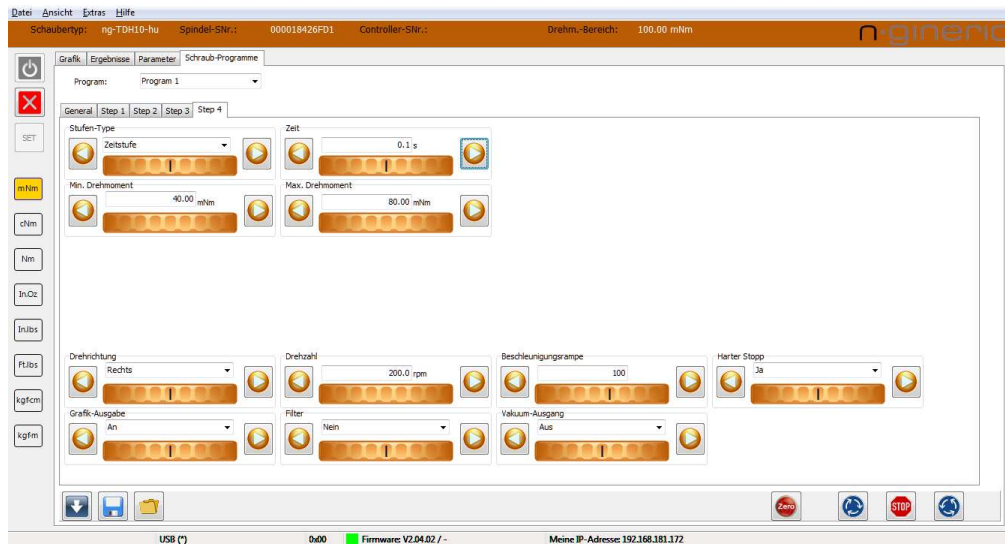 Datei Ansicht Extras Hilfe
Schaubertyp: ng-TDH10-hu Spindel-SNr.: 000018426FD1 Controller-SNr.: Drehm.-Bereich: 100.00 mNm n-gineric
Grafik Ergebnisse Parameter Schraub-Programme
Program: Program 1
General Step 1 Step 2 Step 3 Step 4
SET
Stufen-Type Zeit
Zeitstufe 0.1 s
mNm
Min. Drehmoment Max. Drehmoment
40.00 mNm 80.00 mNm
cNm
Nm
In.Oz
In.lbs
Drehrichtung Drehzahl Beschleunigungsrampe Harter Stopp
Ft.lbs
Rechts 200.0 rpm 100 Ja
kgfcm
Grafik-Ausgabe Filter Vakuum-Ausgang
An Nein Aus
kgfm
Zero STOP
USB (*) 0x00 Firmware: V2.04.02 / - Meine IP-Adresse: 192.168.181.172